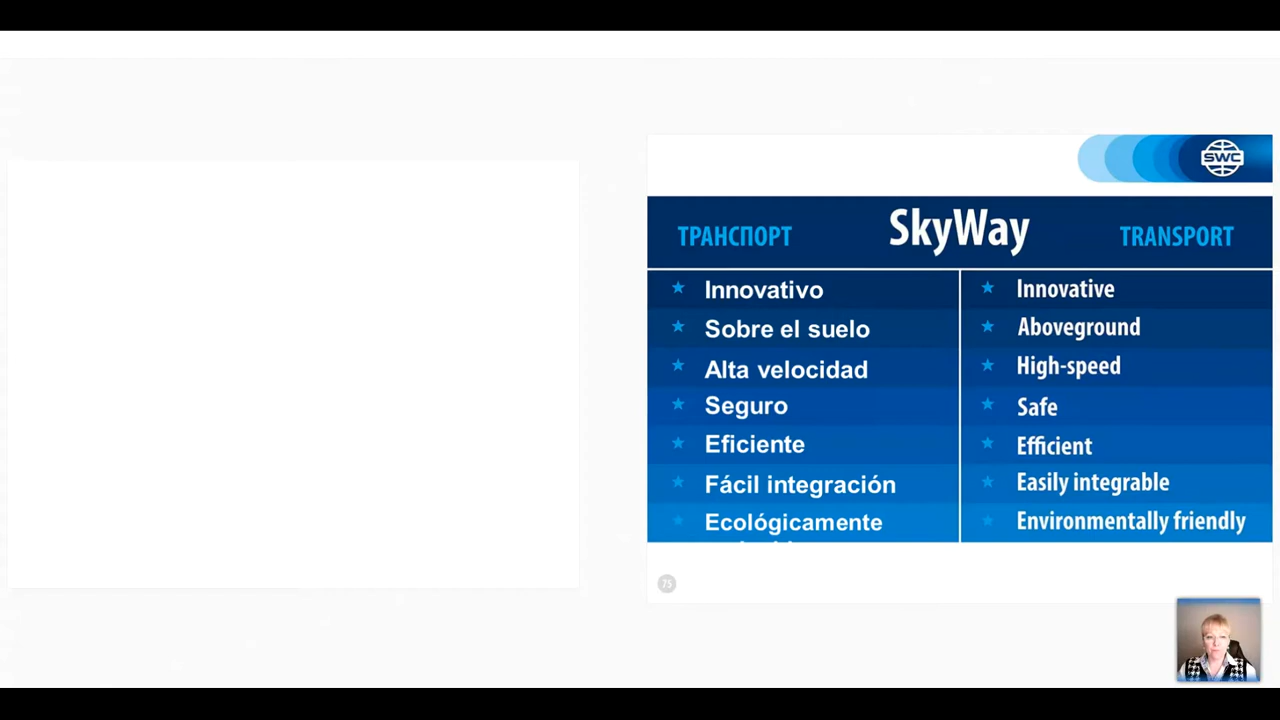 SWC
ТРАНСПОРТ SkyWay TRANSPORT
Innovativo
Sobre el suelo
Alta velocidad
Seguro
Eficiente
Fácil integración
Ecológicamente
Innovative
Aboveground
High-speed
Safe
Efficient
Easily integrable
Environmentally friendly
75